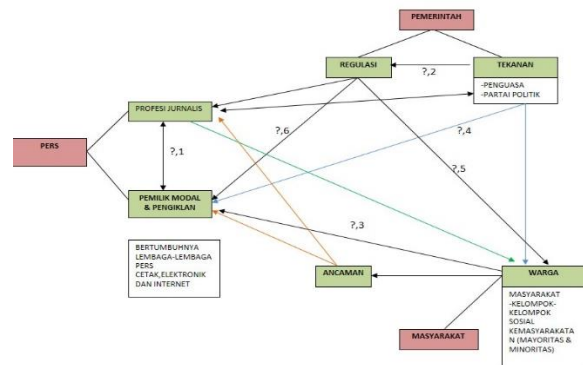 PEMERINTAH
REGULASI
TEKANAN
-PENGUASA
-PARTAI POLITIK
?,2
PROFESI JURNALIS
?,6
?,4
PERS
?,1
?,5
PEMILIK MODAL
& PENGIKLAN
?,3
BERTUMBUHNYA
LEMBAGA-LEMBAGA
PERS
CETAK,ELEKTRONIK
DAN INTERNET
ANCAMAN
WARGA
MASYARAKAT
-KELOMPOK-
KELOMPOK
SOSIAL
KEMASYARAKATA
N (MAYORITAS &
MINORITAS)
MASYARAKAT